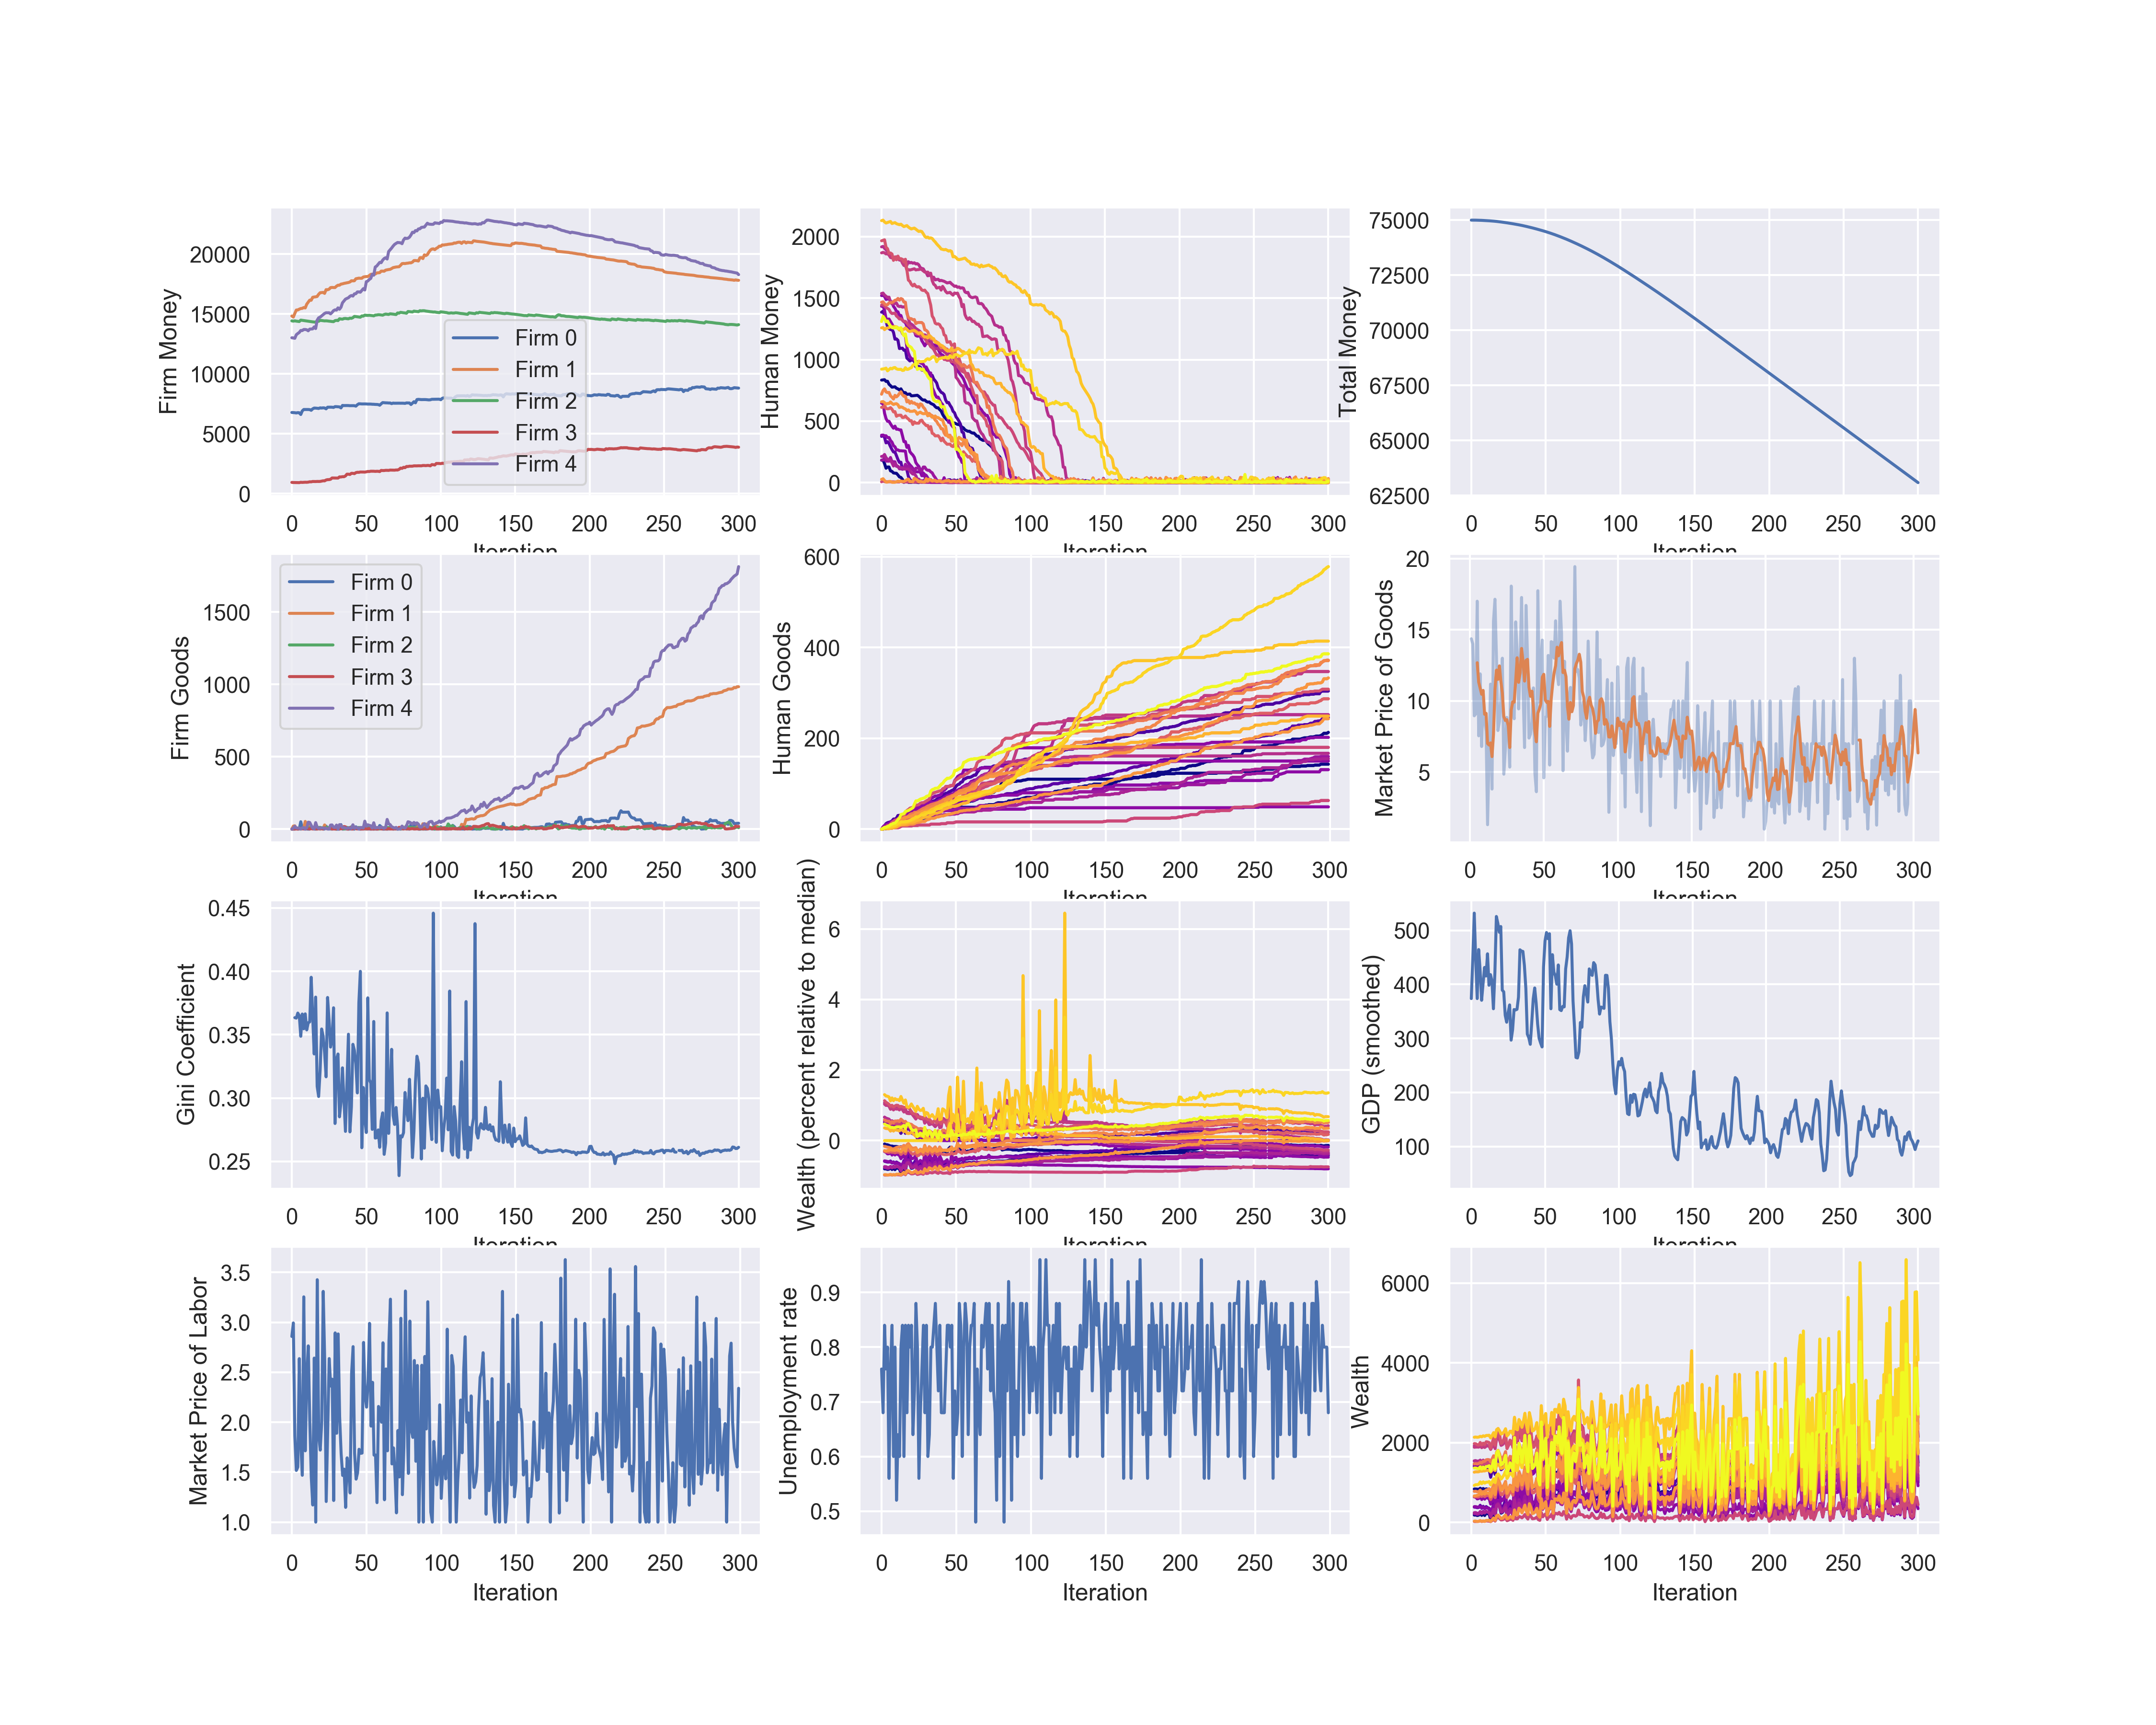 Firm Money
20000
15000
10000
5000
0
Firm 0
Firm 1
Firm 2
Firm 3
Firm 4
0 50 100 150 200 250 300
Iteration
Human Money
2000
1500
1000
500
0
0 50 100 150 200 250 300
Iteration
Total Money
75000
72500
70000
67500
65000
62500
0 50 100 150 200 250 300
Iteration
Firm Goods
1500
1000
500
0
Firm 0
Firm 1
Firm 2
Firm 3
Firm 4
0 50 100 150 200 250 300
Iteration
Human Goods
600
400
200
0
0 50 100 150 200 250 300
Iteration
Market Price of Goods
20
15
10
5
0 50 100 150 200 250 300
Iteration
Gini Coefficient
0.45
0.40
0.35
0.30
0.25
0 50 100 150 200 250 300
Iteration
Wealth (percent relative to median)
6
4
2
0
0 50 100 150 200 250 300
Iteration
GDP (smoothed)
500
400
300
200
100
0 50 100 150 200 250 300
Iteration
Market Price of Labor
3.5
3.0
2.5
2.0
1.5
1.0
0 50 100 150 200 250 300
Iteration
Unemployment rate
0.9
0.8
0.7
0.6
0.5
0 50 100 150 200 250 300
Iteration
Wealth
6000
4000
2000
0
0 50 100 150 200 250 300
Iteration